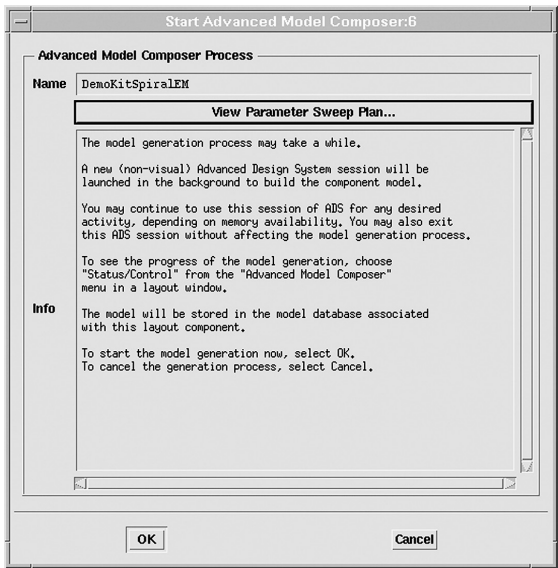 Start Advanced Model Composer:6
Advanced Model Composer Process
Name DemoKitSpiralEM
View Parameter Sweep Plan...
The model generation process may take a while.
A new (non-visual) Advanced Design System session will be
launched in the background to build the component model.
You may continue to use this session of ADS for any desired
activity, depending on memory availability. You may also exit
this ADS session without affecting the model generation process.
To see the progress of the model generation, choose
"Status/Control" from the "Advanced Model Composer"
menu in a layout window.
Info
The model will be stored in the model database associated
with this layout component.
To start the model generation now, select OK.
To cancel the generation process, select Cancel.
OK Cancel